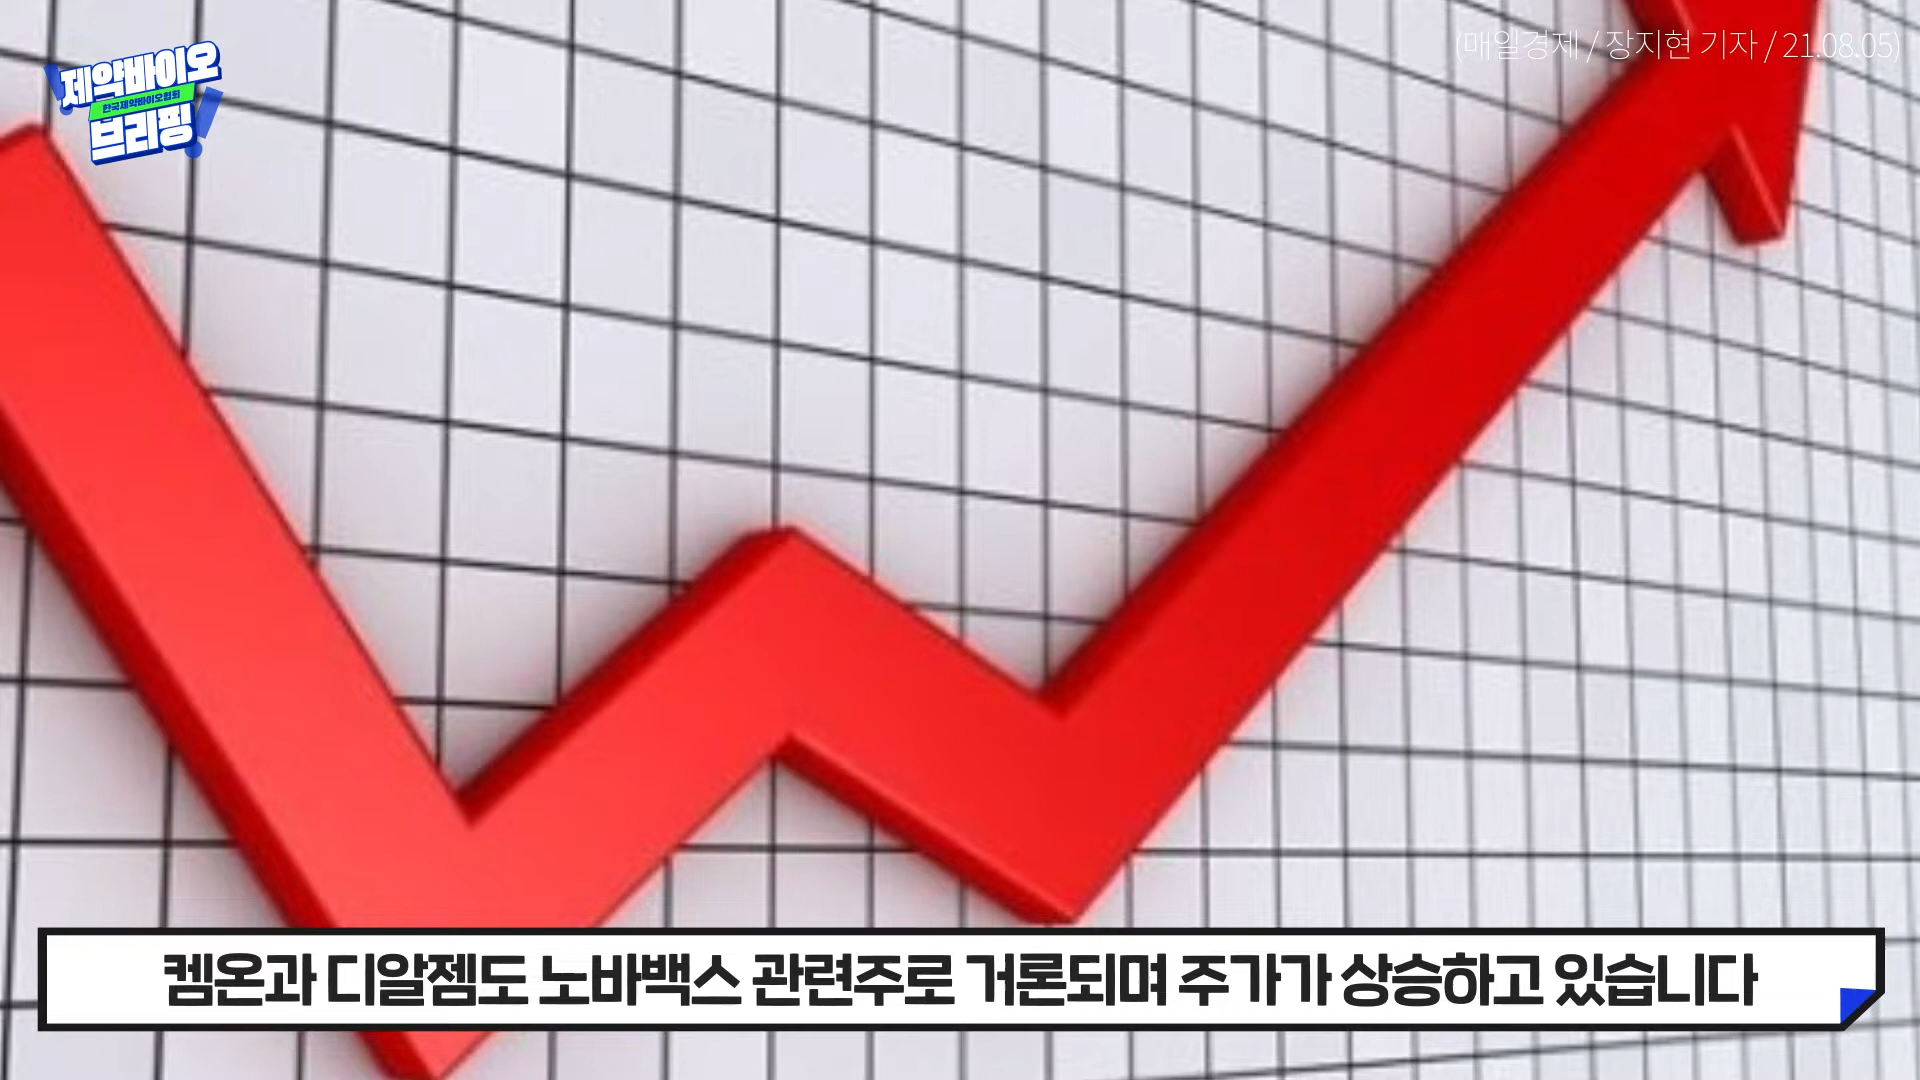 (매일경제 / 장지현 기자 / 21.08.05)
제약바이오
한국제약바이오협회
브리핑
켐온과 디알젬도 노바백스 관련주로 거론되며 주가가 상승하고 있습니다